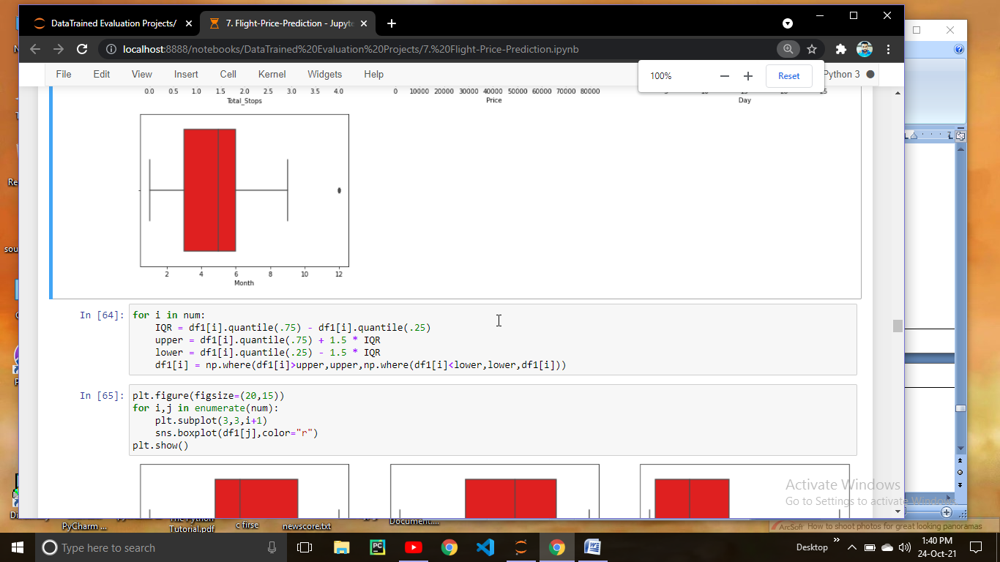 DataTrained Evaluation Projects/
7. Flight-Price-Prediction - Jupyte
localhost:8888/notebooks/DataTrained%20Evaluation%20Projects/7.%20Flight-Price-Prediction.ipynb
File Edit View Insert Cell Kernel Widgets Help
100% Reset
Python 3
0.0 0.5 1.0 1.5 2.0 2.5 3.0 3.5 4.0
Total_Stops
0 10000 20000 30000 40000 50000 60000 70000 80000
Price
Day
2 4 6 8 10 12
Month
In [64]:
for i in num:
IQR = df1[i].quantile(.75) - df1[i].quantile(.25)
upper = df1[i].quantile(.75) + 1.5 * IQR
lower = df1[i].quantile(.25) - 1.5 * IQR
df1[i] = np.where(df1[i]>upper,upper,np.where(df1[i]<lower,lower,df1[i]))
In [65]:
plt.figure(figsize=(20,15))
for i,j in enumerate(num):
plt.subplot(3,3,i+1)
sns.boxplot(df1[j],color="r")
plt.show()
Activate Windows
Go to Settings to activate Windows.
PyCharm ...
Tutorial.pdf
c firse
newscore.txt
Document....
ArcSoft How to shoot photos for great looking panoramas
Type here to search
Desktop
1:40 PM
24-Oct-21